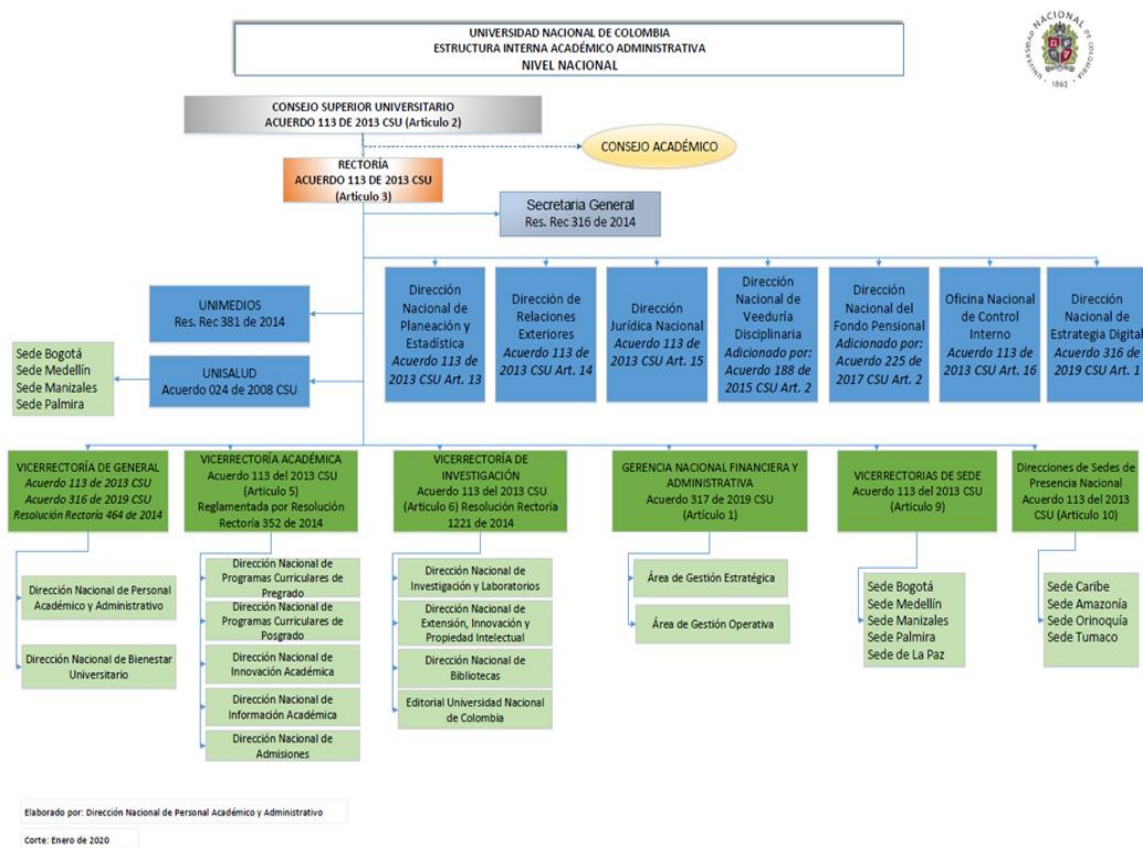 UNIVERSIDAD NACIONAL DE COLOMBIA
ESTRUCTURA INTERNA ACADÉMICO ADMINISTRATIVA
NIVEL NACIONAL
UNIVERSIDAD NACIONAL DE COLOMBIA
1867
CONSEJO SUPERIOR UNIVERSITARIO
ACUERDO 113 DE 2013 CSU (Articulo 2)
CONSEJO ACADÉMICO
RECTORÍA
ACUERDO 113 DE 2013 CSU
(Articulo 3)
Secretaria General
Res. Rec 316 de 2014
UNIMEDIOS
Res. Rec 381 de 2014
UNISALUD
Acuerdo 024 de 2008 CSU
Sede Bogotá
Sede Medellín
Sede Manizales
Sede Palmira
Dirección
Nacional de
Planeación y
Estadística
Acuerdo 113 de
2013 CSU Art. 13
Dirección de
Relaciones
Exteriores
Acuerdo 113 de
2013 CSU Art. 14
Dirección
Jurídica Nacional
Acuerdo 113 de
2013 CSU Art. 15
Dirección
Nacional de
Veeduría
Disciplinaria
Adicionado por:
Acuerdo 188 de
2015 CSU Art. 2
Dirección
Nacional del
Fondo Pensional
Adicionado por:
Acuerdo 225 de
2017 CSU Art. 2
Oficina Nacional
de Control
Interno
Acuerdo 113 de
2013 CSU Art. 16
Dirección
Nacional de
Estrategia Digital
Acuerdo 316 de
2019 CSU Art. 1
VICERRECTORÍA DE GENERAL
Acuerdo 113 de 2013 CSU
Acuerdo 316 de 2019 CSU
Resolución Rectoría 464 de 2014
Dirección Nacional de Personal
Académico y Administrativo
Dirección Nacional de Bienestar
Universitario
VICERRECTORÍA ACADÉMICA
Acuerdo 113 del 2013 CSU
(Articulo 5)
Reglamentada por Resolución
Rectoría 352 de 2014
Dirección Nacional de
Programas Curriculares de
Pregrado
Dirección Nacional de
Programas Curriculares de
Posgrado
Dirección Nacional de
Innovación Académica
Dirección Nacional de
Información Académica
Dirección Nacional de
Admisiones
VICERRECTORÍA DE
INVESTIGACIÓN
Acuerdo 113 del 2013 CSU
(Articulo 6) Resolución Rectoría
1221 de 2014
Dirección Nacional de
Investigación y Laboratorios
Dirección Nacional de
Extensión, Innovación y
Propiedad Intelectual
Dirección Nacional de
Bibliotecas
Editorial Universidad Nacional
de Colombia
GERENCIA NACIONAL FINANCIERA Y
ADMINISTRATIVA
Acuerdo 317 de 2019 CSU
(Artículo 1)
Área de Gestión Estratégica
Área de Gestión Operativa
VICERRECTORIAS DE SEDE
Acuerdo 113 del 2013 CSU
(Articulo 9)
Sede Bogotá
Sede Medellín
Sede Manizales
Sede Palmira
Sede de La Paz
Direcciones de Sedes de
Presencia Nacional
Acuerdo 113 del 2013
CSU (Articulo 10)
Sede Caribe
Sede Amazonía
Sede Orinoquía
Sede Tumaco
Elaborado por: Dirección Nacional de Personal Académico y Administrativo
Corte: Enero de 2020